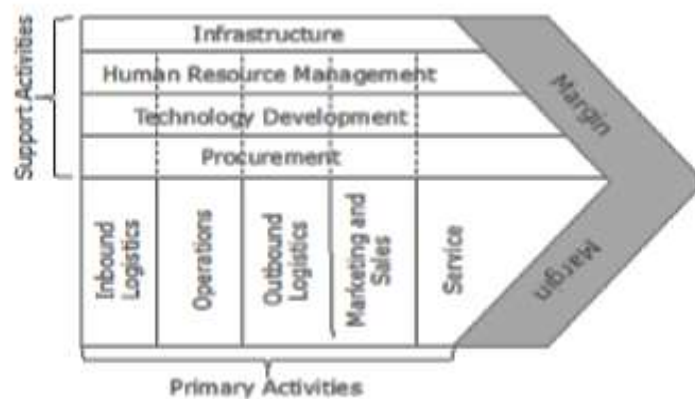 Support Activities
Infrastructure
Human Resource Management
Technology Development
Procurement
Inbound
Logistics
Operations
Outbound
Logistics
Marketing and
Sales
Service
Margin
Margin
Primary Activities